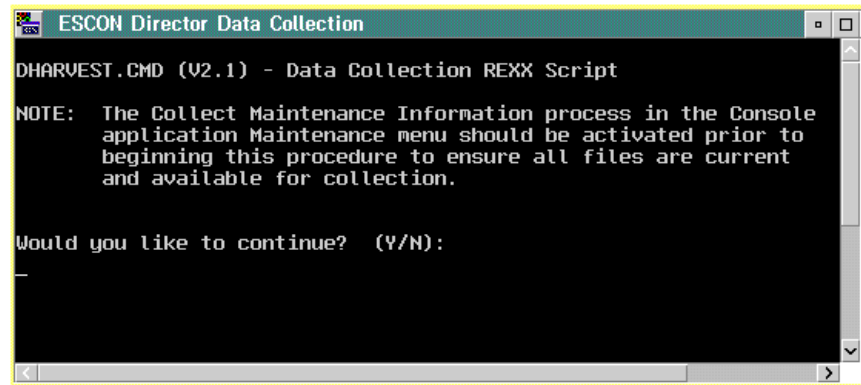 ESCON Director Data Collection
DHARVEST.CMD (V2.1) - Data Collection REXX Script
NOTE: The Collect Maintenance Information process in the Console
application Maintenance menu should be activated prior to
beginning this procedure to ensure all files are current
and available for collection.
Would you like to continue? (Y/N):
_